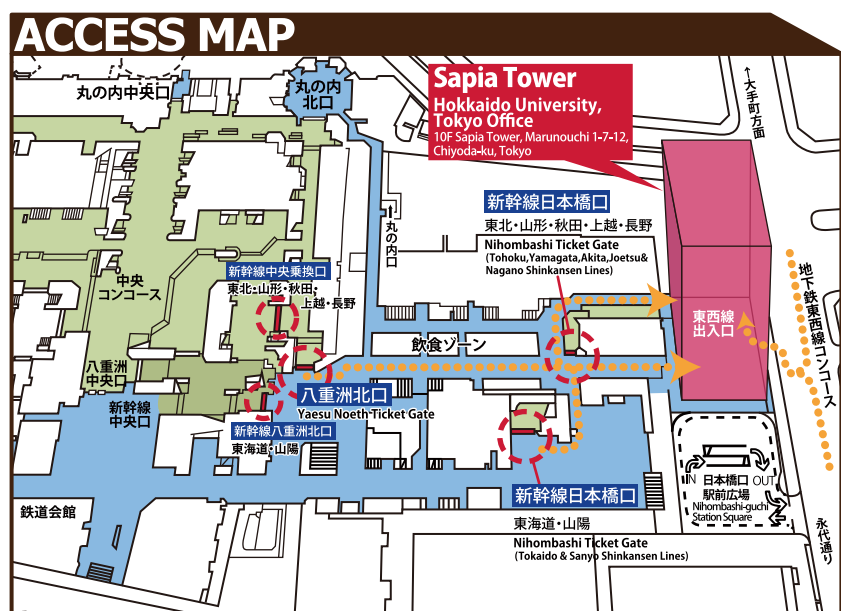 ACCESS MAP
丸の内中央口
丸の内
北口
Sapia Tower
Hokkaido University,
Tokyo Office
10F Sapia Tower, Marunouchi 1-7-12,
Chiyoda-ku, Tokyo
←大手町方面
丸の内口
新幹線日本橋口
東北・山形・秋田・上越・長野
Nihombashi Ticket Gate
(Tohoku,Yamagata,Akita,Joetsu&
Nagano Shinkansen Lines)
新幹線中央乗換口
東北・山形・秋田・
上越・長野
中央
コンコース
飲食ゾーン
東西線
出入口
地下鉄東西線コンコース
八重洲
中央口
新幹線
中央口
八重洲北口
Yaesu Noeth Ticket Gate
新幹線八重洲北口
東海道・山陽
新幹線日本橋口
東海道・山陽
Nihombashi Ticket Gate
(Tokaido & Sanyo Shinkansen Lines)
IN
OUT
日本橋口
駅前広場
Nihombashi-guchi
Station Square
永代通り
鉄道会館